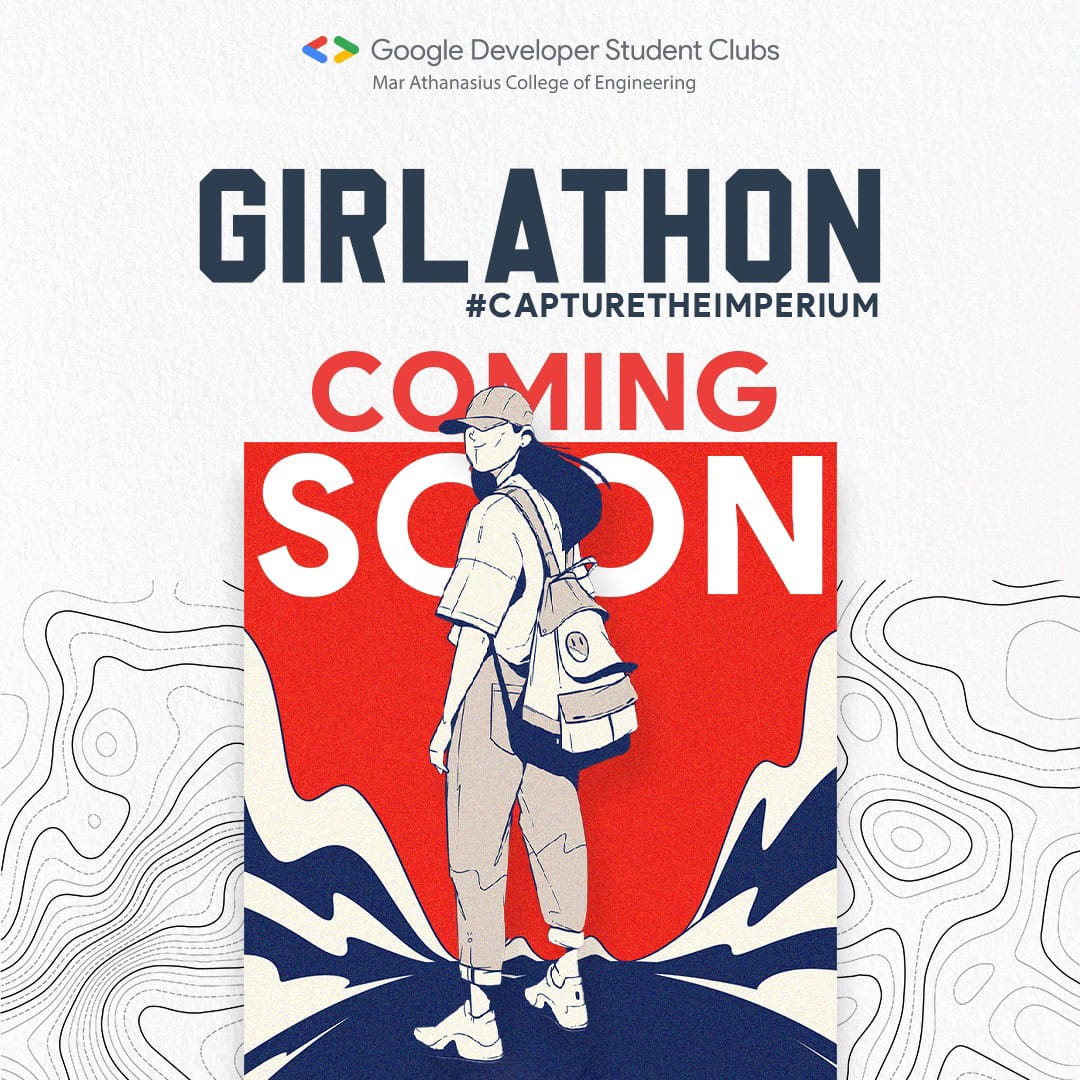 Google Developer Student Clubs
Mar Athanasius College of Engineering
GIRLATHON
#CAPTURETHEIMPERIUM
COMING
SOON